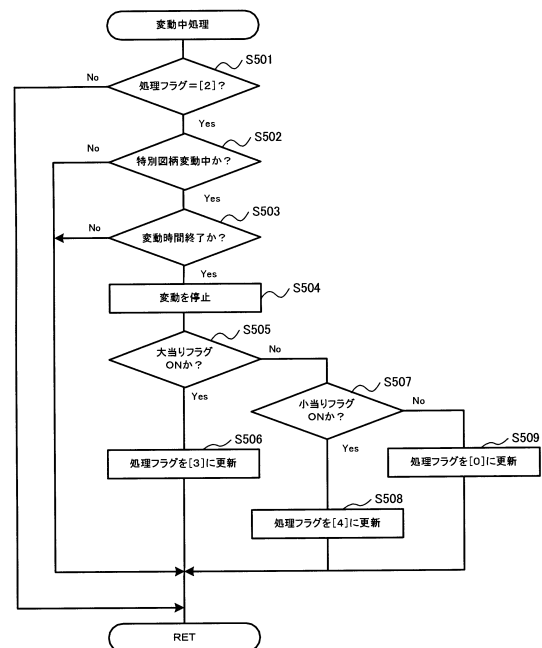 変動中処理
S501
処理フラグ=[2]?
No
Yes
S502
特別図柄変動中か?
No
Yes
S503
変動時間終了か?
No
Yes
S504
変動を停止
S505
大当りフラグ
ONか?
No
Yes
S507
小当りフラグ
ONか?
No
Yes
S506
処理フラグを[3]に更新
S509
処理フラグを[0]に更新
S508
処理フラグを[4]に更新
RET